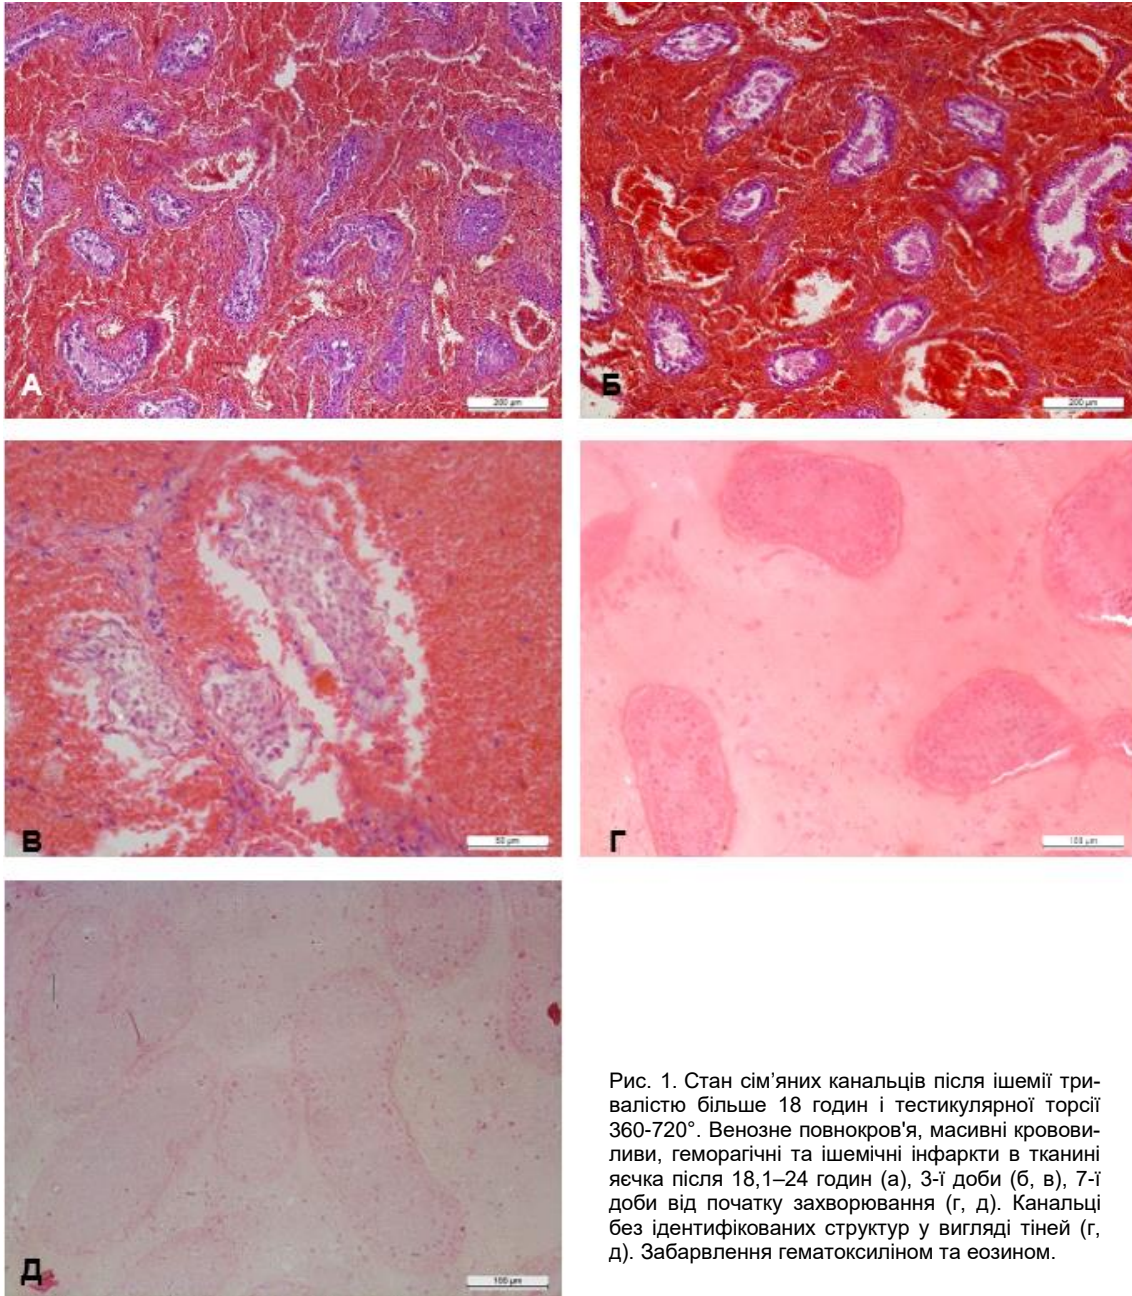 А
200 µm
Б
200 µm
В
50 µm
Г
100 µm
Д
100 µm
Рис. 1. Стан сім’яних канальців після ішемії три-
валістю більше 18 годин і тестикулярної торсії
360-720°. Венозне повнокров'я, масивні кровови-
ливи, геморагічні та ішемічні інфаркти в тканині
яєчка після 18,1–24 годин (а), 3-ї доби (б, в), 7-ї
доби від початку захворювання (г, д). Канальці
без ідентифікованих структур у вигляді тіней (г,
д). Забарвлення гематоксиліном та еозином.